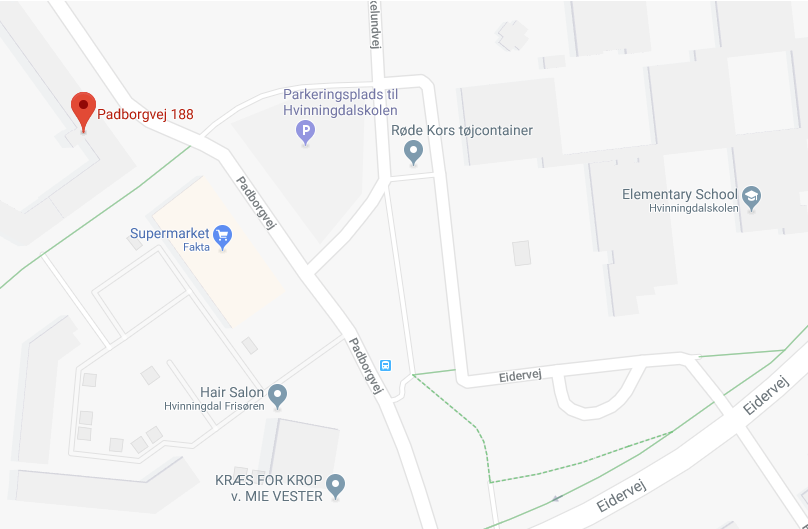 kelundvej
Parkeringsplads til
Hvinningdalskolen
P
Padborgvej 188
Røde Kors tøjcontainer
Padborgvej
Elementary School
Hvinningdalskolen
Supermarket
Fakta
Padborgvej
Eidervej
Eidervej
Hair Salon
Hvinningdal Frisøren
KRÆS FOR KROP
v. MIE VESTER
Eidervej